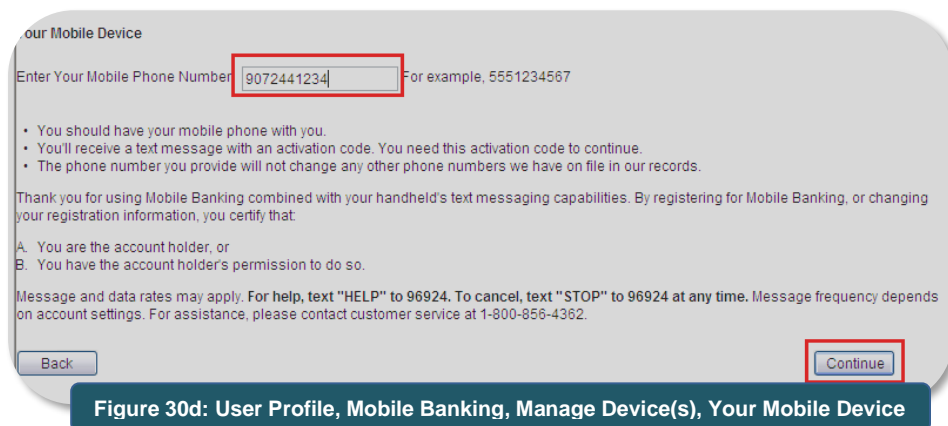 our Mobile Device
Enter Your Mobile Phone Number 9072441234 For example, 5551234567
• You should have your mobile phone with you.
• You'll receive a text message with an activation code. You need this activation code to continue.
• The phone number you provide will not change any other phone numbers we have on file in our records.
Thank you for using Mobile Banking combined with your handheld's text messaging capabilities. By registering for Mobile Banking, or changing
your registration information, you certify that:
A. You are the account holder, or
B. You have the account holder's permission to do so.
Message and data rates may apply. For help, text "HELP" to 96924. To cancel, text "STOP" to 96924 at any time. Message frequency depends
on account settings. For assistance, please contact customer service at 1-800-856-4362.
Back Continue
Figure 30d: User Profile, Mobile Banking, Manage Device(s), Your Mobile Device